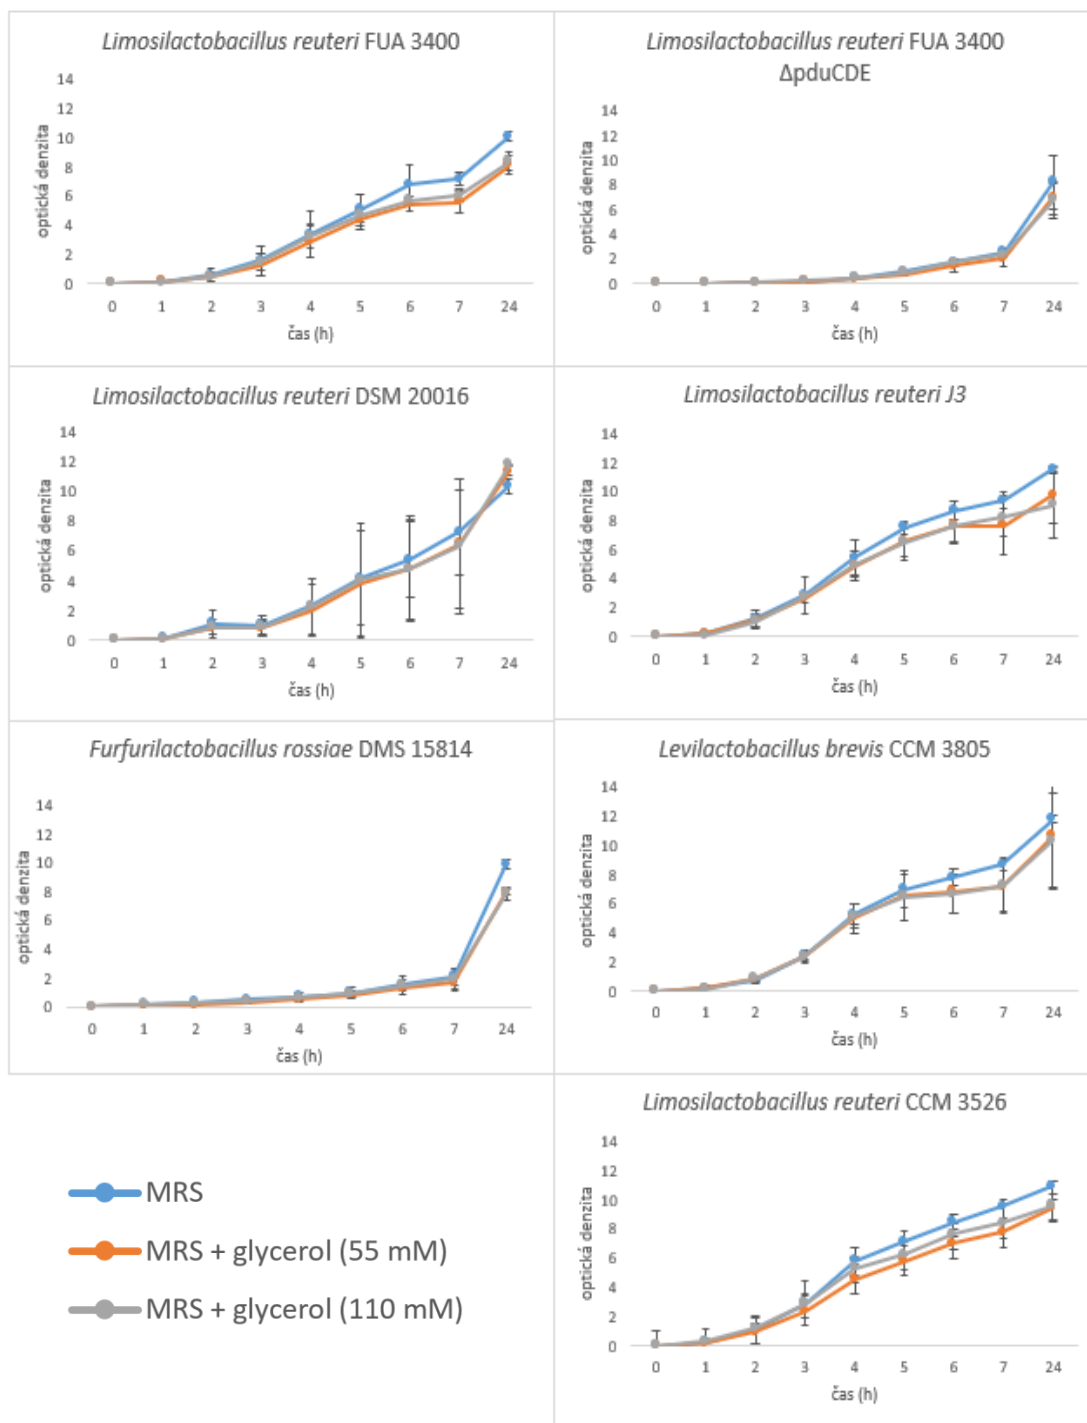 Limosilactobacillus reuteri FUA 3400
14
12
10
8
6
4
2
0
optická denzita
0 1 2 3 4 5 6 7 24
čas (h)
Limosilactobacillus reuteri FUA 3400
ΔpduCDE
14
12
10
8
6
4
2
0
optická denzita
0 1 2 3 4 5 6 7 24
čas (h)
Limosilactobacillus reuteri DSM 20016
14
12
10
8
6
4
2
0
optická denzita
0 1 2 3 4 5 6 7 24
čas (h)
Limosilactobacillus reuteri J3
14
12
10
8
6
4
2
0
optická denzita
0 1 2 3 4 5 6 7 24
čas (h)
Furfurilactobacillus rossiae DMS 15814
14
12
10
8
6
4
2
0
optická denzita
0 1 2 3 4 5 6 7 24
čas (h)
Levilactobacillus brevis CCM 3805
14
12
10
8
6
4
2
0
optická denzita
0 1 2 3 4 5 6 7 24
čas (h)
MRS
MRS + glycerol (55 mM)
MRS + glycerol (110 mM)
Limosilactobacillus reuteri CCM 3526
14
12
10
8
6
4
2
0
optická denzita
0 1 2 3 4 5 6 7 24
čas (h)